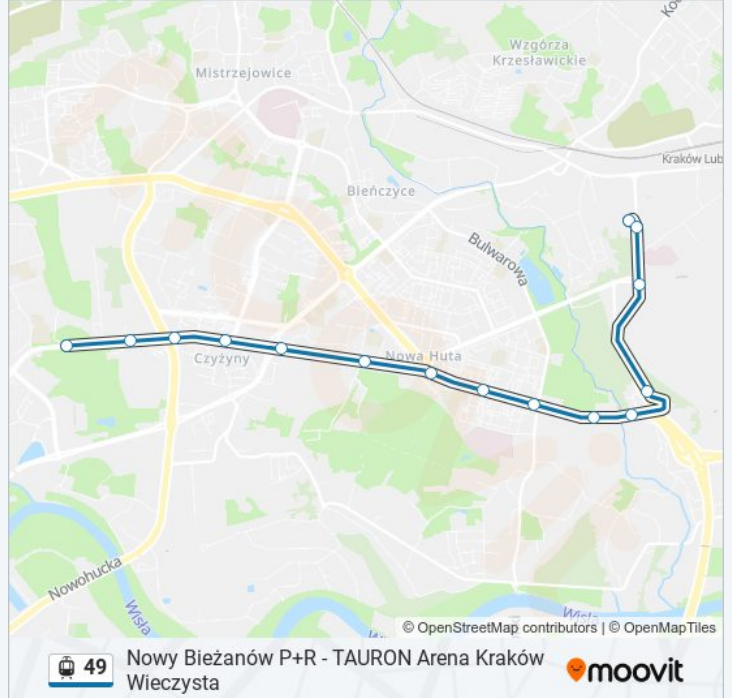 Wzgórza
Krzesławickie
Mistrzejowice
Kraków Lub
Bieńczyce
Bulwarowa
Czyżyny
Nowa Huta
Nowohucka
Wisła
Wisła
© OpenStreetMap contributors | © OpenMapTiles
49
Nowy Bieżanów P+R - TAURON Arena Kraków
Wieczysta
moovit